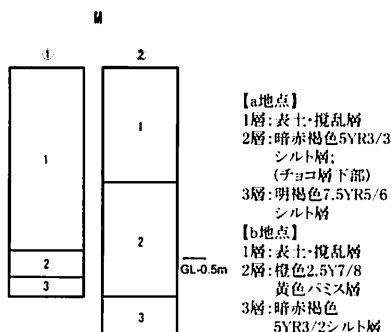 M
① ②
1
1
2
2
3
3
GL-0.5m
【a地点】
1層:表土・撹乱層
2層:暗赤褐色5YR3/3
シルト層;
(チョコ層下部)
3層:明褐色7.5YR5/6
シルト層
【b地点】
1層:表土・撹乱層
2層:橙色2.5Y7/8
黄色パミス層
3層:暗赤褐色
5YR3/2シルト層